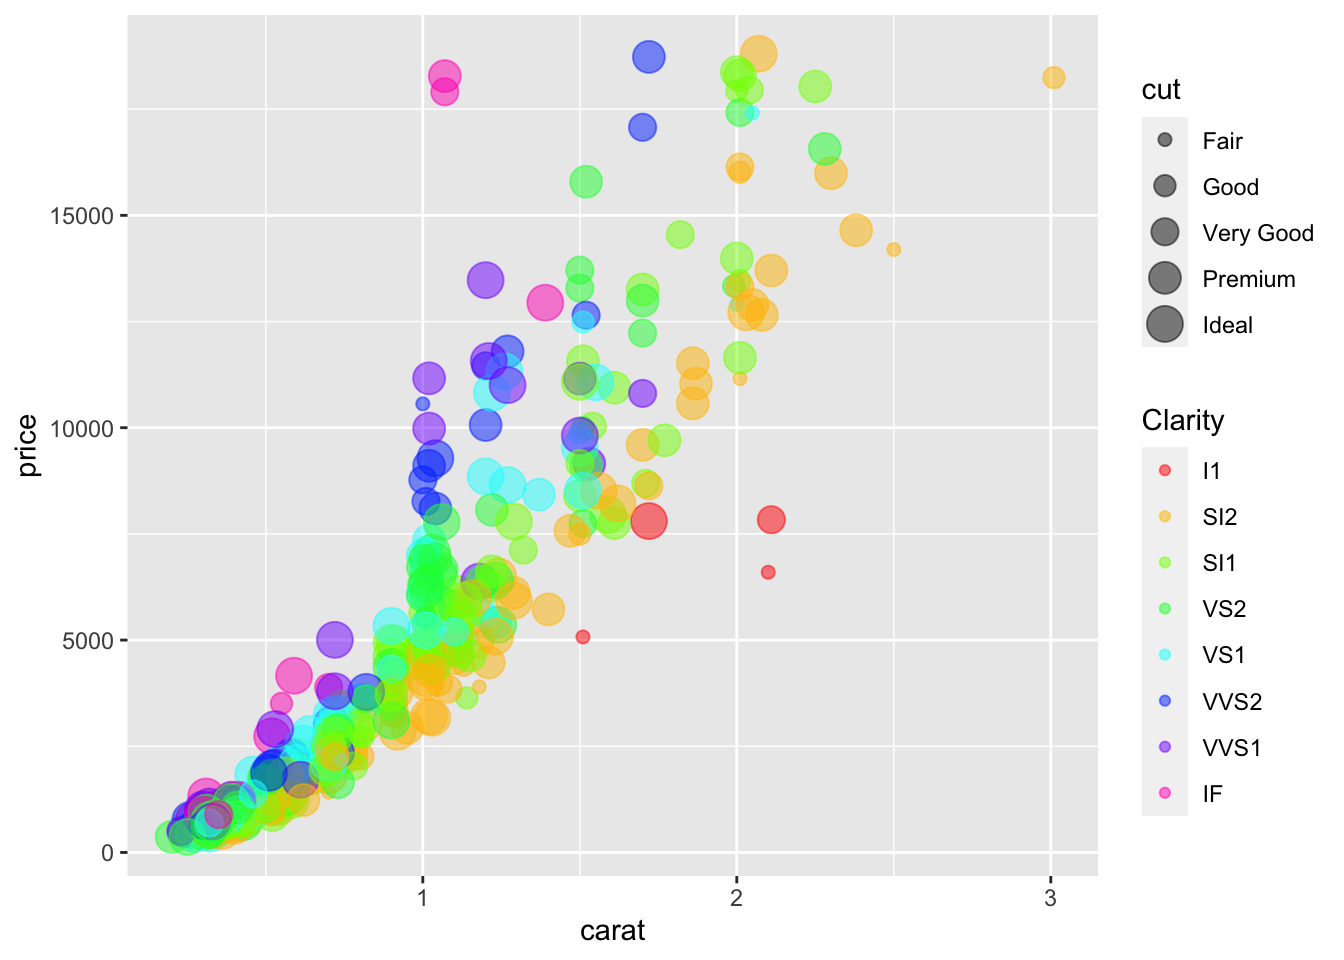 15000
10000
5000
0
price
1
2
3
carat
cut
Fair
Good
Very Good
Premium
Ideal
Clarity
I1
SI2
SI1
VS2
VS1
VVS2
VVS1
IF